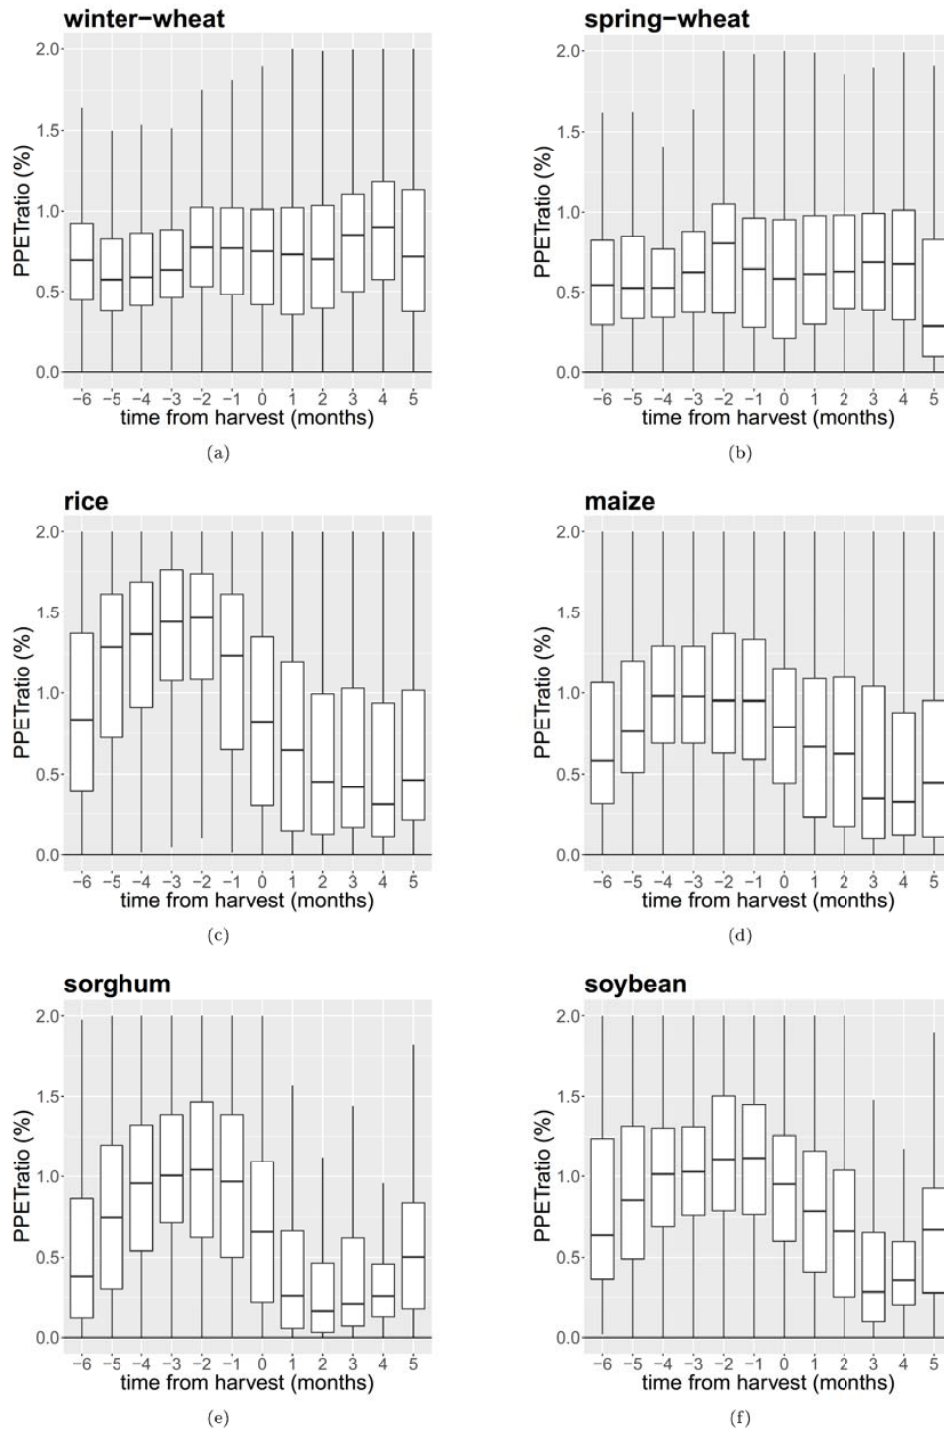 winter−wheat
spring−wheat
PPETratio (%)
2.0
1.5
1.0
0.5
0.0
−6 −5 −4 −3 −2 −1 0 1 2 3 4 5
time from harvest (months)
(a)
PPETratio (%)
2.0
1.5
1.0
0.5
0.0
−6 −5 −4 −3 −2 −1 0 1 2 3 4 5
time from harvest (months)
(b)
rice
maize
PPETratio (%)
2.0
1.5
1.0
0.5
0.0
−6 −5 −4 −3 −2 −1 0 1 2 3 4 5
time from harvest (months)
(c)
PPETratio (%)
2.0
1.5
1.0
0.5
0.0
−6 −5 −4 −3 −2 −1 0 1 2 3 4 5
time from harvest (months)
(d)
sorghum
soybean
PPETratio (%)
2.0
1.5
1.0
0.5
0.0
−6 −5 −4 −3 −2 −1 0 1 2 3 4 5
time from harvest (months)
(e)
PPETratio (%)
2.0
1.5
1.0
0.5
0.0
−6 −5 −4 −3 −2 −1 0 1 2 3 4 5
time from harvest (months)
(f)